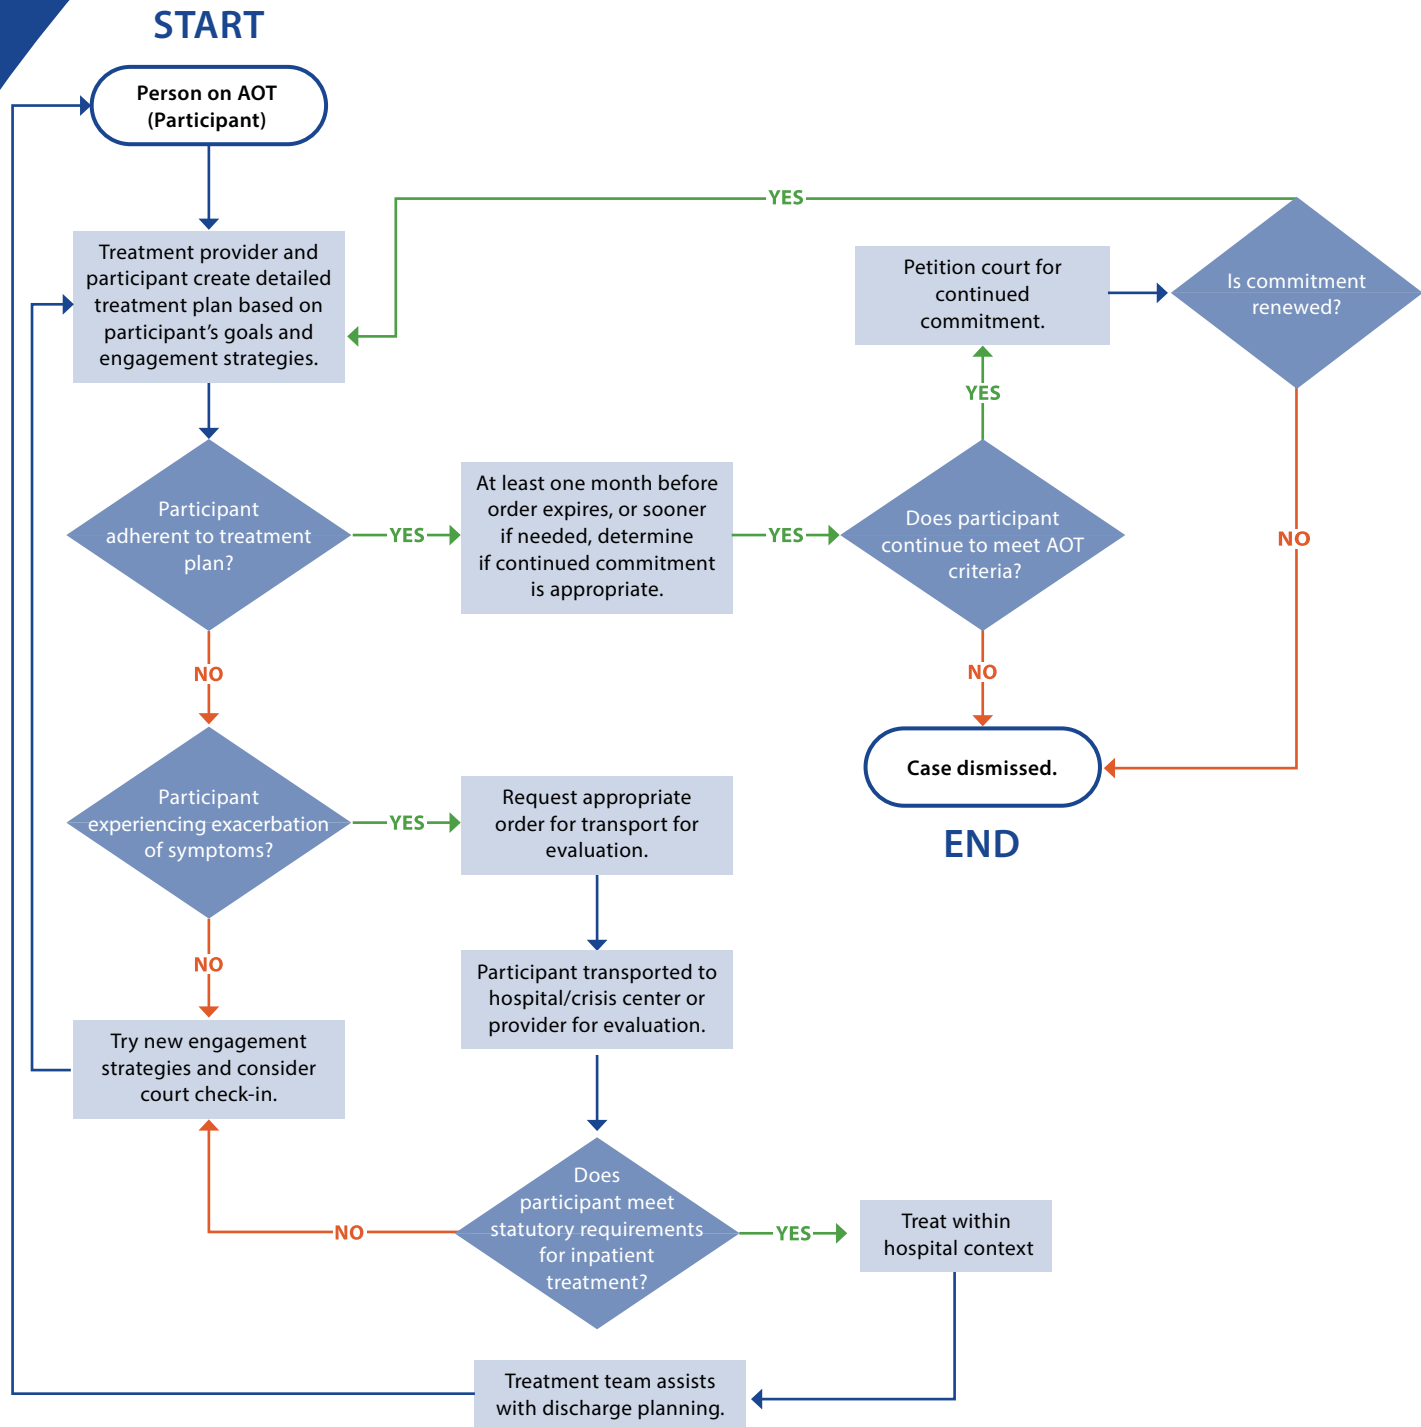 START
Person on AOT
(Participant)
YES
Treatment provider and
participant create detailed
treatment plan based on
participant’s goals and
engagement strategies.
Petition court for
continued
commitment.
Is commitment
renewed?
YES
Participant
adherent to treatment
plan?
YES
At least one month before
order expires, or sooner
if needed, determine
if continued commitment
is appropriate.
YES
Does participant
continue to meet AOT
criteria?
NO
NO
NO
Case dismissed.
END
Participant
experiencing exacerbation
of symptoms?
YES
Request appropriate
order for transport for
evaluation.
NO
Participant transported to
hospital/crisis center or
provider for evaluation.
Try new engagement
strategies and consider
court check-in.
Does
participant meet
statutory requirements
for inpatient
treatment?
NO
YES
Treat within
hospital context
Treatment team assists
with discharge planning.